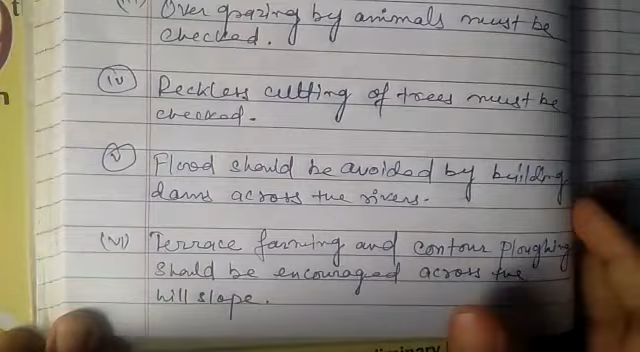 (iii) Over grazing by animals must be
checked.
(iv) Reckless cutting of trees must be
checked.
(v) Flood should be avoided by building
dams across the rivers.
(vi) Terrace farming and contour ploughing
should be encouraged across the
hill slope.